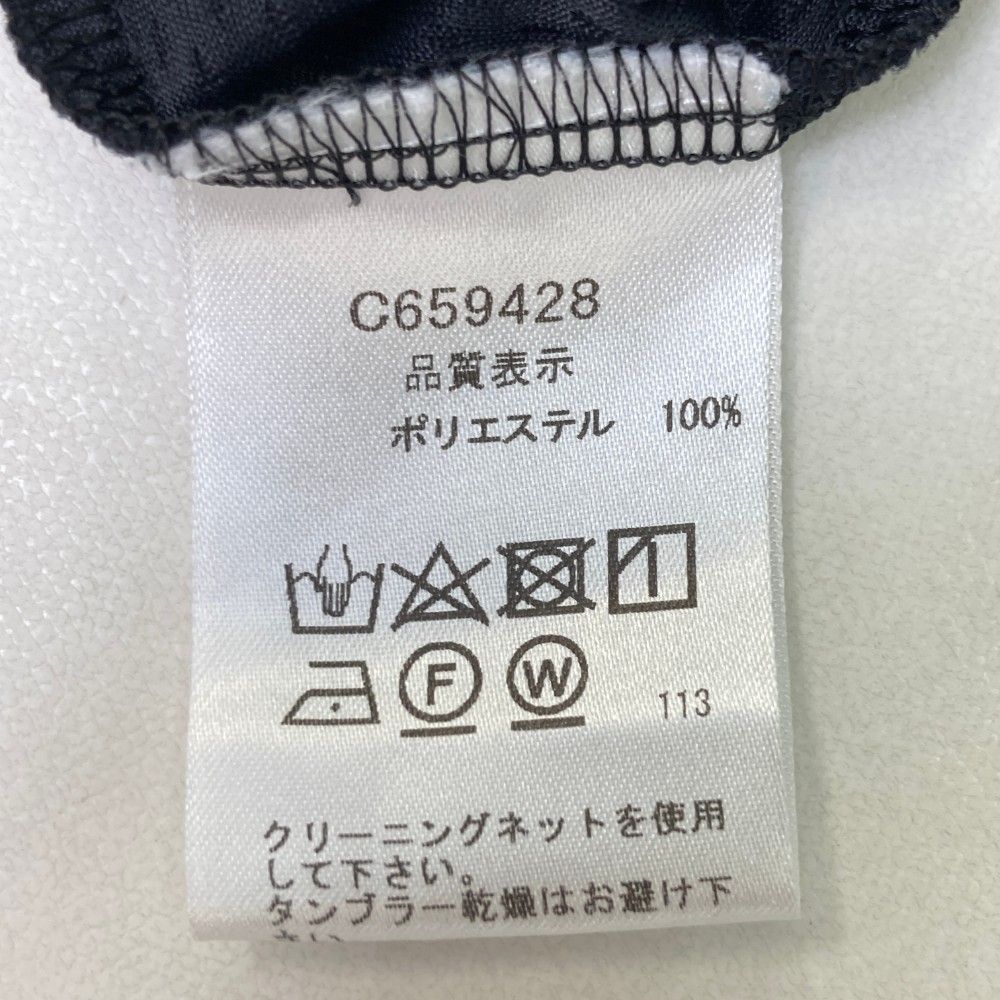 C659428
品質表示
ポリエステル 100%
F W 113
クリーニングネットを使用
して下さい。
タンブラー乾燥はお避け下
さい。